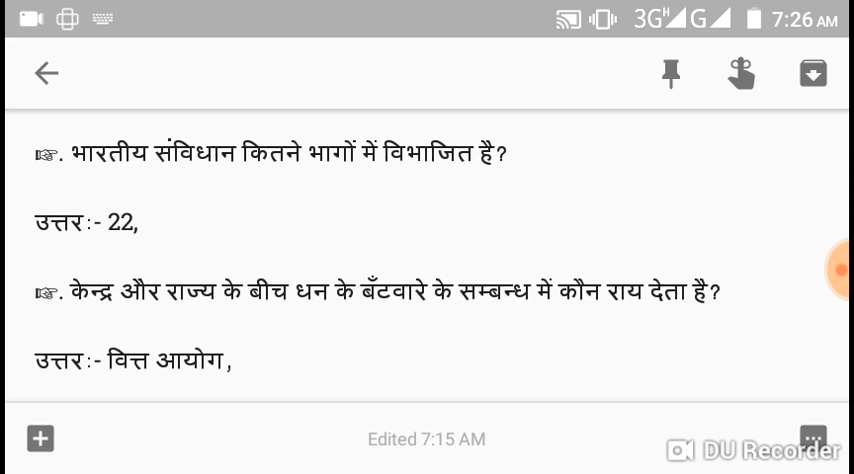 3G H G 7:26 AM
☞. भारतीय संविधान कितने भागों में विभाजित है?
उत्तर:- 22,
☞. केन्द्र और राज्य के बीच धन के बँटवारे के सम्बन्ध में कौन राय देता है?
उत्तर:- वित्त आयोग,
Edited 7:15 AM
DU Recorder